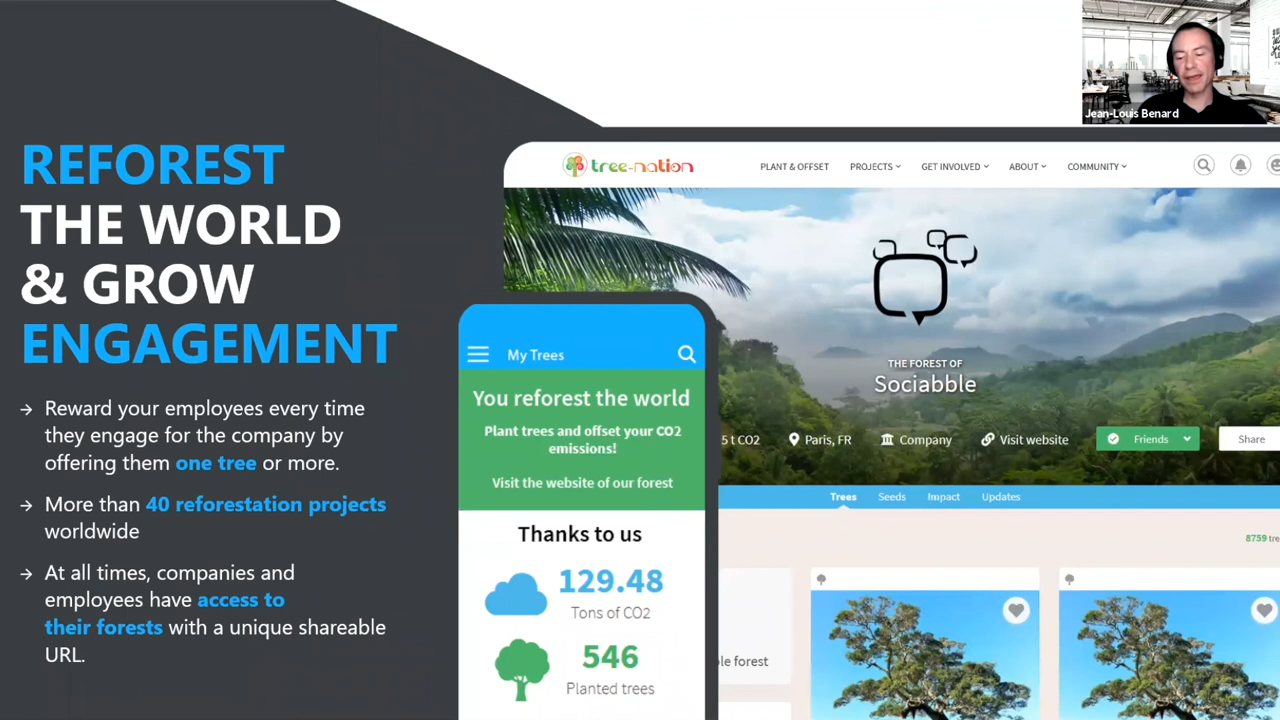 Jean-Louis Benard
REFOREST
THE WORLD
& GROW
ENGAGEMENT
→ Reward your employees every time
they engage for the company by
offering them one tree or more.
→ More than 40 reforestation projects
worldwide
→ At all times, companies and
employees have access to
their forests with a unique shareable
URL.
tree-nation
PLANT & OFFSET PROJECTS GET INVOLVED ABOUT COMMUNITY
THE FOREST OF
Sociabble
5 t CO2 Paris, FR Company Visit website Friends Share
Trees Seeds Impact Updates
8759 tre
ble forest
My Trees
You reforest the world
Plant trees and offset your CO2
emissions!
Visit the website of our forest
Thanks to us
129.48
Tons of CO2
546
Planted trees